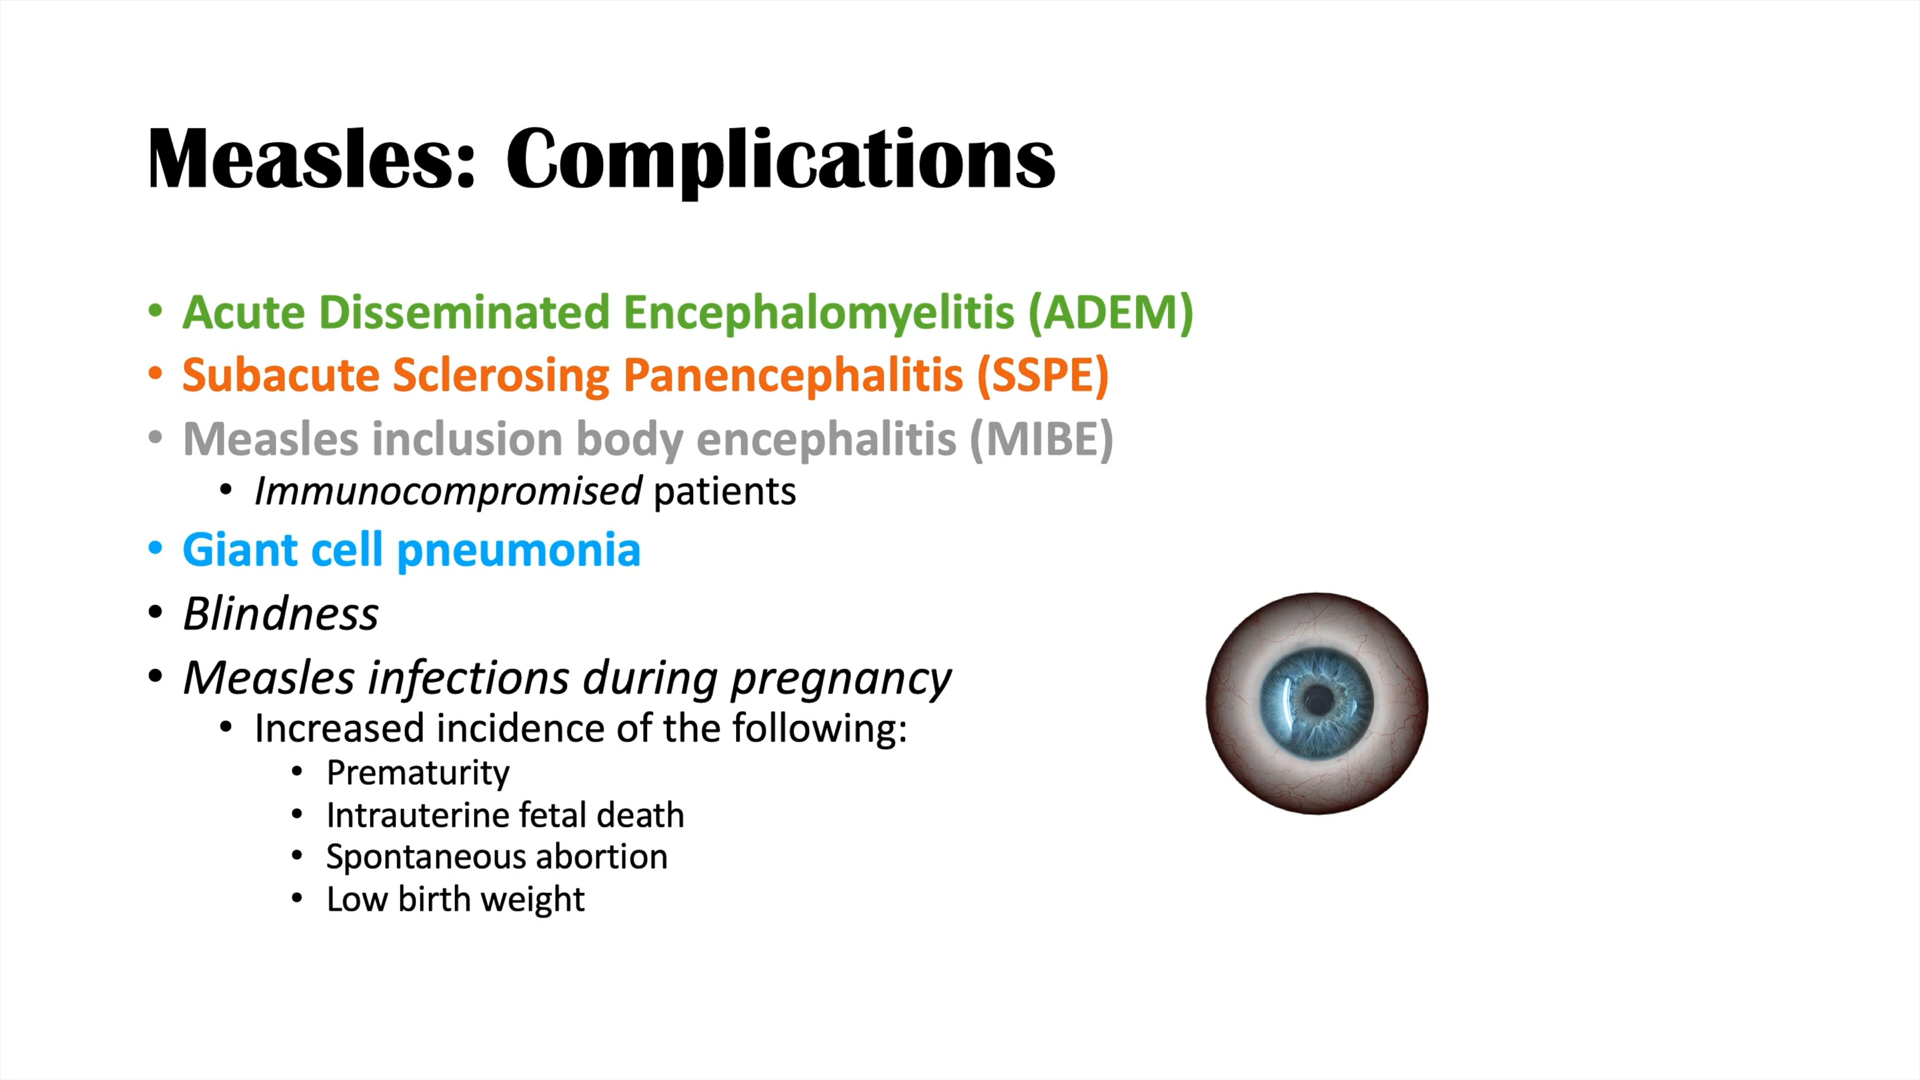 Measles: Complications
• Acute Disseminated Encephalomyelitis (ADEM)
• Subacute Sclerosing Panencephalitis (SSPE)
• Measles inclusion body encephalitis (MIBE)
• Immunocompromised patients
• Giant cell pneumonia
• Blindness
• Measles infections during pregnancy
• Increased incidence of the following:
• Prematurity
• Intrauterine fetal death
• Spontaneous abortion
• Low birth weight